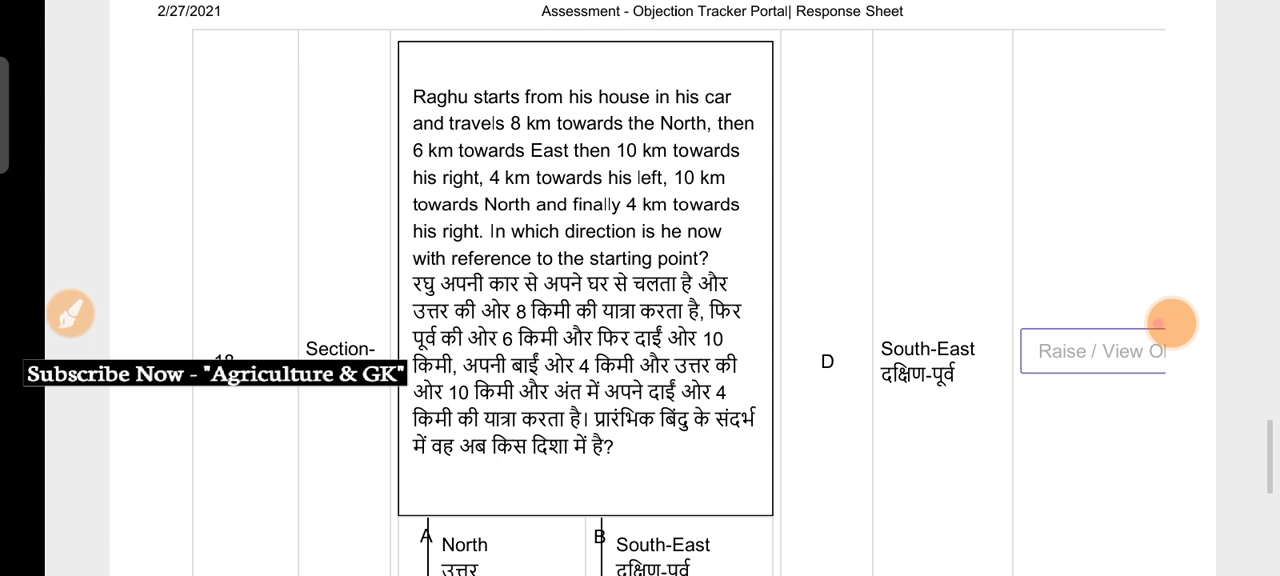 2/27/2021
Assessment - Objection Tracker Portal| Response Sheet
Raghu starts from his house in his car
and travels 8 km towards the North, then
6 km towards East then 10 km towards
his right, 4 km towards his left, 10 km
towards North and finally 4 km towards
his right. In which direction is he now
with reference to the starting point?
रघु अपनी कार से अपने घर से चलता है और
उत्तर की ओर 8 किमी की यात्रा करता है, फिर
पूर्व की ओर 6 किमी और फिर दाईं ओर 10
किमी, अपनी बाईं ओर 4 किमी और उत्तर की
ओर 10 किमी और अंत में अपने दाईं ओर 4
किमी की यात्रा करता है। प्रारंभिक बिंदु के संदर्भ
में वह अब किस दिशा में है?
Section-
D
South-East
दक्षिण-पूर्व
Raise / View
Subscribe Now - "Agriculture & GK"
A
North
उत्तर
B
South-East
दक्षिण-पूर्व